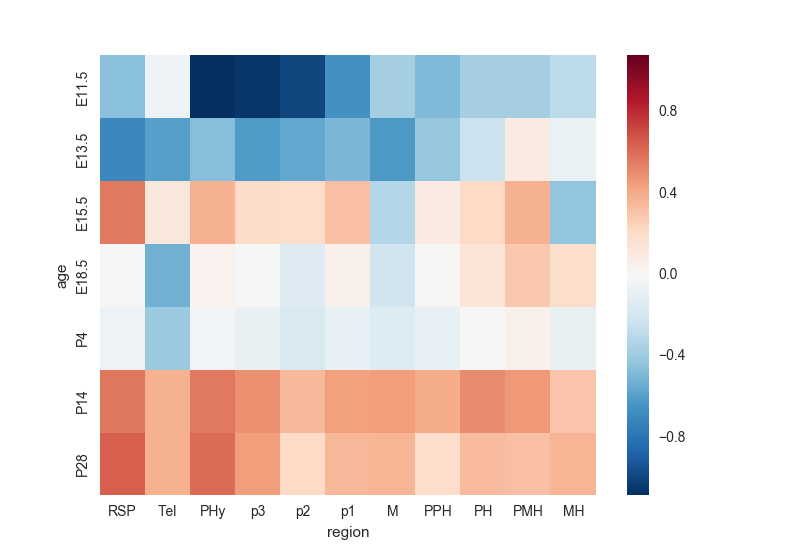 E11.5
E13.5
E15.5
E18.5
P4
P14
P28
age
RSP Tel PHy p3 p2 p1 M PPH PH PMH MH
region
0.8
0.4
0.0
−0.4
−0.8